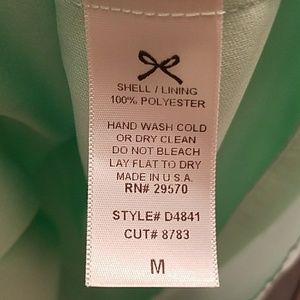 SHELL / LINING
100% POLYESTER
HAND WASH COLD
OR DRY CLEAN
DO NOT BLEACH
LAY FLAT TO DRY
MADE IN U.S.A.
RN# 29570
STYLE# D4841
CUT# 8783
M